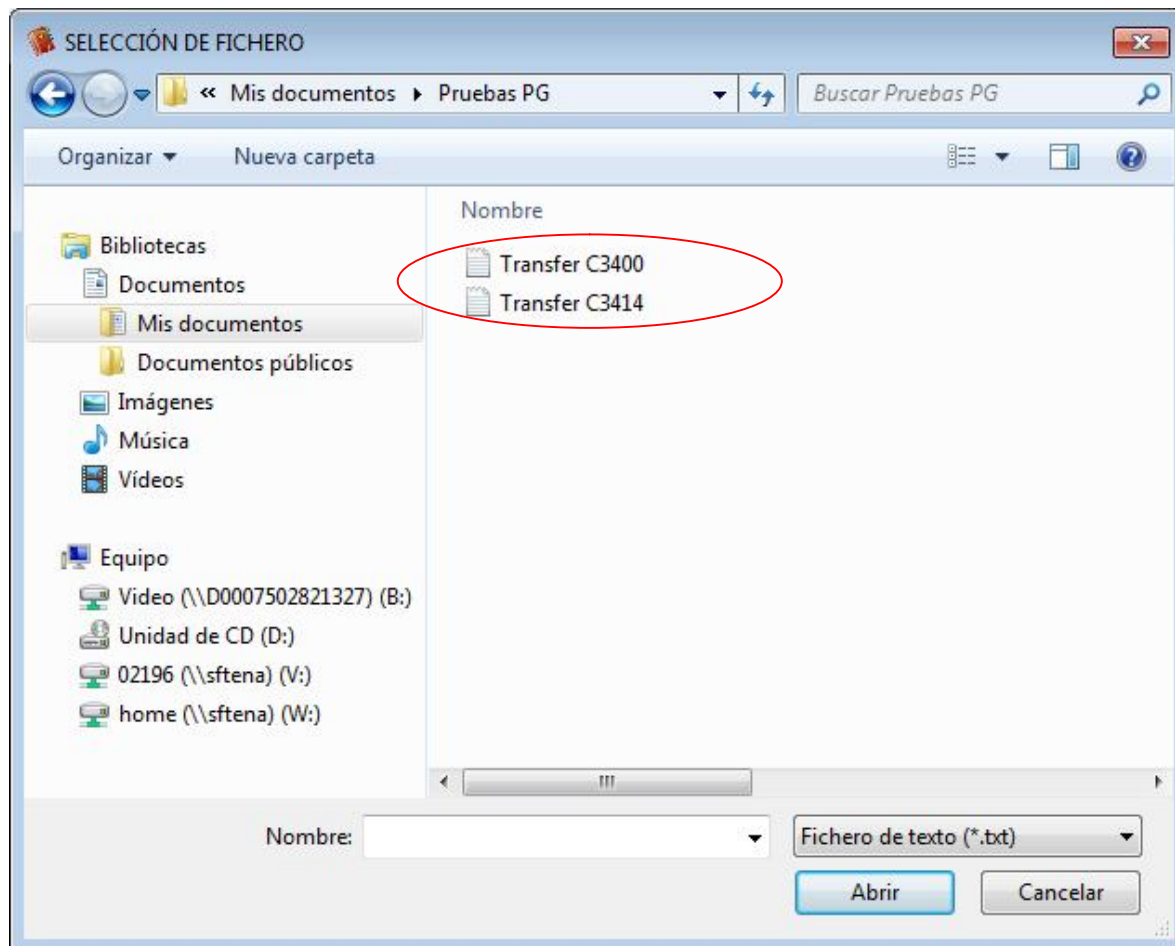 SELECCIÓN DE FICHERO
« Mis documentos Pruebas PG Buscar Pruebas PG
Organizar Nueva carpeta
Nombre
Transfer C3400
Transfer C3414
Bibliotecas
Documentos
Mis documentos
Documentos públicos
Imágenes
Música
Vídeos
Equipo
Video (\\D0007502821327) (B:)
Unidad de CD (D:)
02196 (\\sftena) (V:)
home (\\sftena) (W:)
Nombre: Fichero de texto (*.txt)
Abrir Cancelar